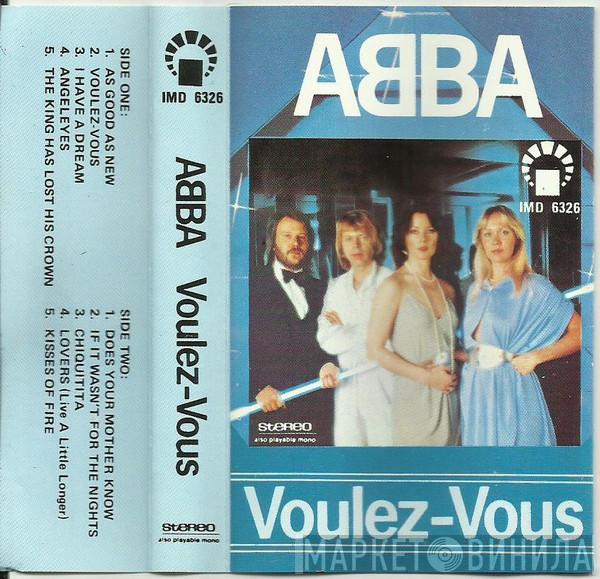 SIDE ONE:
1. AS GOOD AS NEW
2. VOULEZ-VOUS
3. I HAVE A DREAM
4. ANGELEYES
5. THE KING HAS LOST HIS CROWN
SIDE TWO:
1. DOES YOUR MOTHER KNOW
2. IF IT WASN'T FOR THE NIGHTS
3. CHIQUITITA
4. LOVERS (Live A Little Longer)
5. KISSES OF FIRE
IMD 6326
ABBA Voulez-Vous
stereo
also playable mono
ABBA
IMD 6326
stereo
also playable mono
Voulez-Vous
МАРКЕТ ВИНИЛА